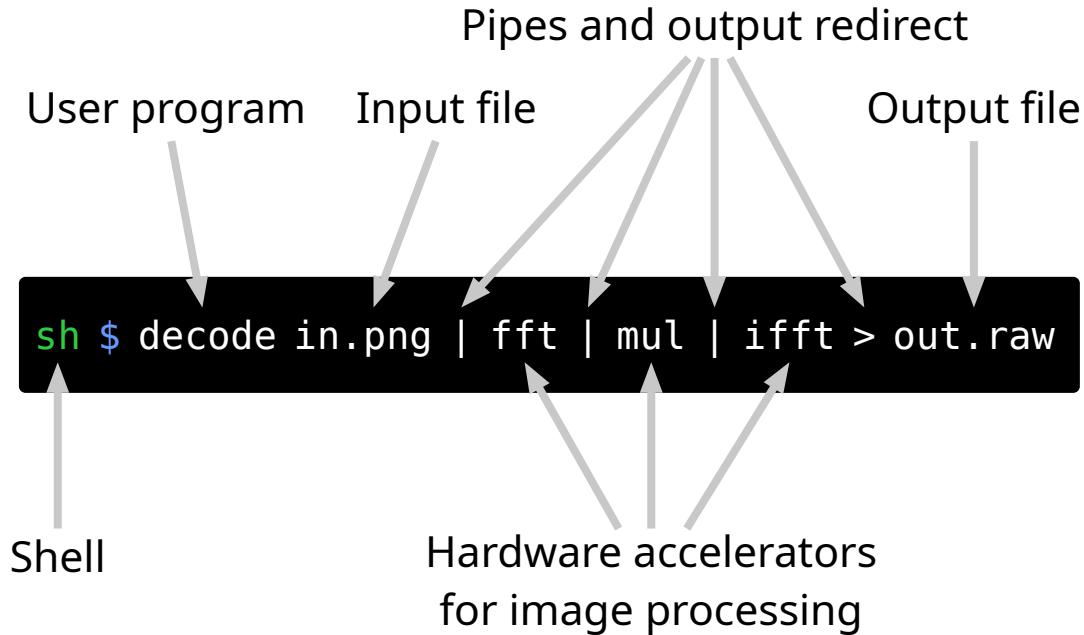 Pipes and output redirect
User program
Input file
Output file
sh $ decode in.png | fft | mul | ifft > out.raw
Shell
Hardware accelerators
for image processing